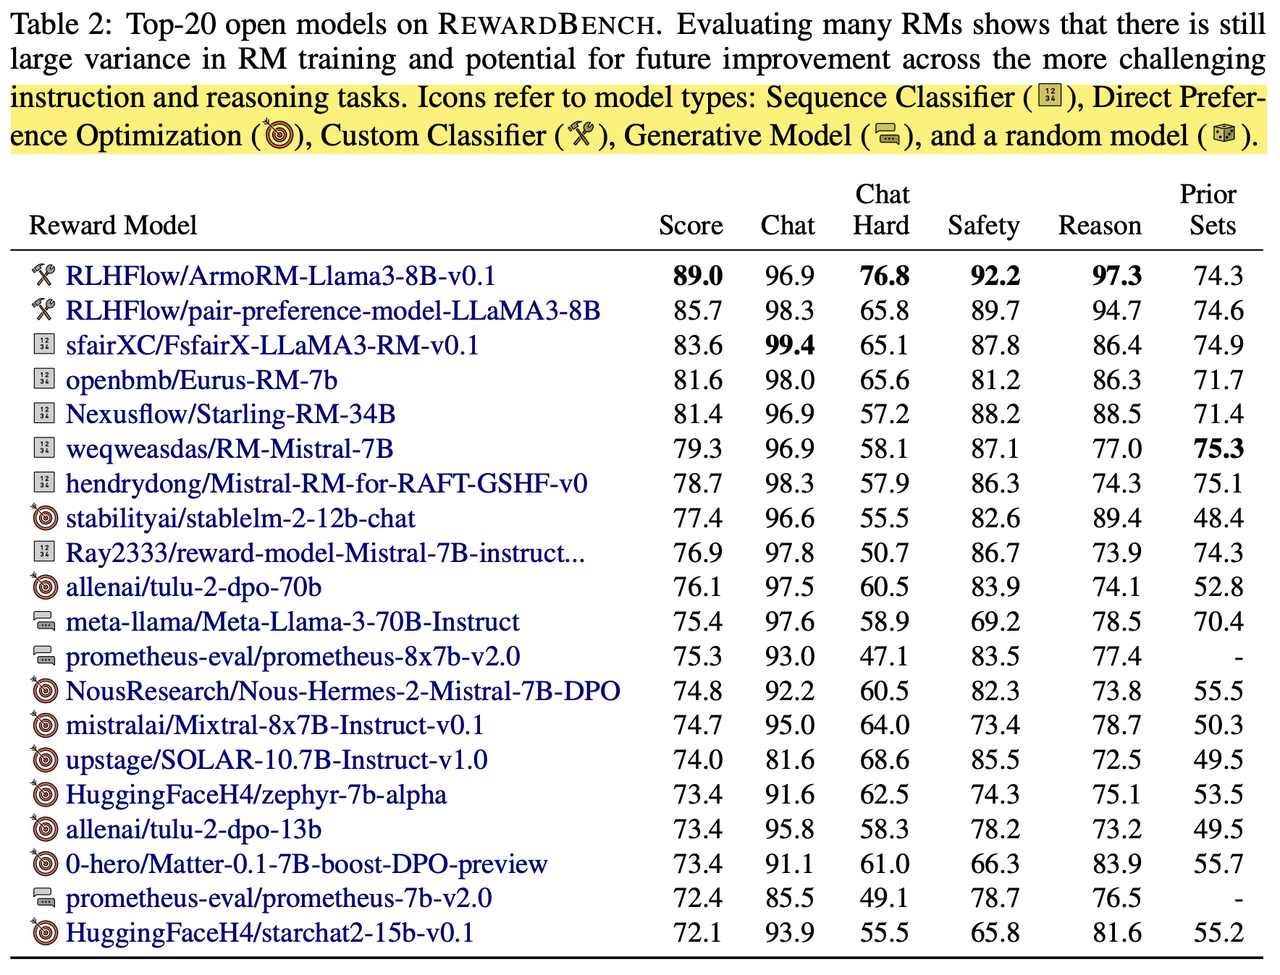 Table 2: Top-20 open models on REWARDBENCH. Evaluating many RMs shows that there is still
large variance in RM training and potential for future improvement across the more challenging
instruction and reasoning tasks. Icons refer to model types: Sequence Classifier (🔢), Direct Prefer-
ence Optimization (🎯), Custom Classifier (🛠️), Generative Model (💬), and a random model (🎲).
Reward Model Score Chat Chat Hard Safety Reason Prior Sets
RLHFlow/ArmoRM-Llama3-8B-v0.1 89.0 96.9 76.8 92.2 97.3 74.3
RLHFlow/pair-preference-model-LLaMA3-8B 85.7 98.3 65.8 89.7 94.7 74.6
sfairXC/FsfairX-LLaMA3-RM-v0.1 83.6 99.4 65.1 87.8 86.4 74.9
openbmb/Eurus-RM-7b 81.6 98.0 65.6 81.2 86.3 71.7
Nexusflow/Starling-RM-34B 81.4 96.9 57.2 88.2 88.5 71.4
weqweasdas/RM-Mistral-7B 79.3 96.9 58.1 87.1 77.0 75.3
hendrydong/Mistral-RM-for-RAFT-GSHF-v0 78.7 98.3 57.9 86.3 74.3 75.1
stabilityai/stablelm-2-12b-chat 77.4 96.6 55.5 82.6 89.4 48.4
Ray2333/reward-model-Mistral-7B-instruct... 76.9 97.8 50.7 86.7 73.9 74.3
allenai/tulu-2-dpo-70b 76.1 97.5 60.5 83.9 74.1 52.8
meta-llama/Meta-Llama-3-70B-Instruct 75.4 97.6 58.9 69.2 78.5 70.4
prometheus-eval/prometheus-8x7b-v2.0 75.3 93.0 47.1 83.5 77.4 -
NousResearch/Nous-Hermes-2-Mistral-7B-DPO 74.8 92.2 60.5 82.3 73.8 55.5
mistralai/Mixtral-8x7B-Instruct-v0.1 74.7 95.0 64.0 73.4 78.7 50.3
upstage/SOLAR-10.7B-Instruct-v1.0 74.0 81.6 68.6 85.5 72.5 49.5
HuggingFaceH4/zephyr-7b-alpha 73.4 91.6 62.5 74.3 75.1 53.5
allenai/tulu-2-dpo-13b 73.4 95.8 58.3 78.2 73.2 49.5
0-hero/Matter-0.1-7B-boost-DPO-preview 73.4 91.1 61.0 66.3 83.9 55.7
prometheus-eval/prometheus-7b-v2.0 72.4 85.5 49.1 78.7 76.5 -
HuggingFaceH4/starchat2-15b-v0.1 72.1 93.9 55.5 65.8 81.6 55.2